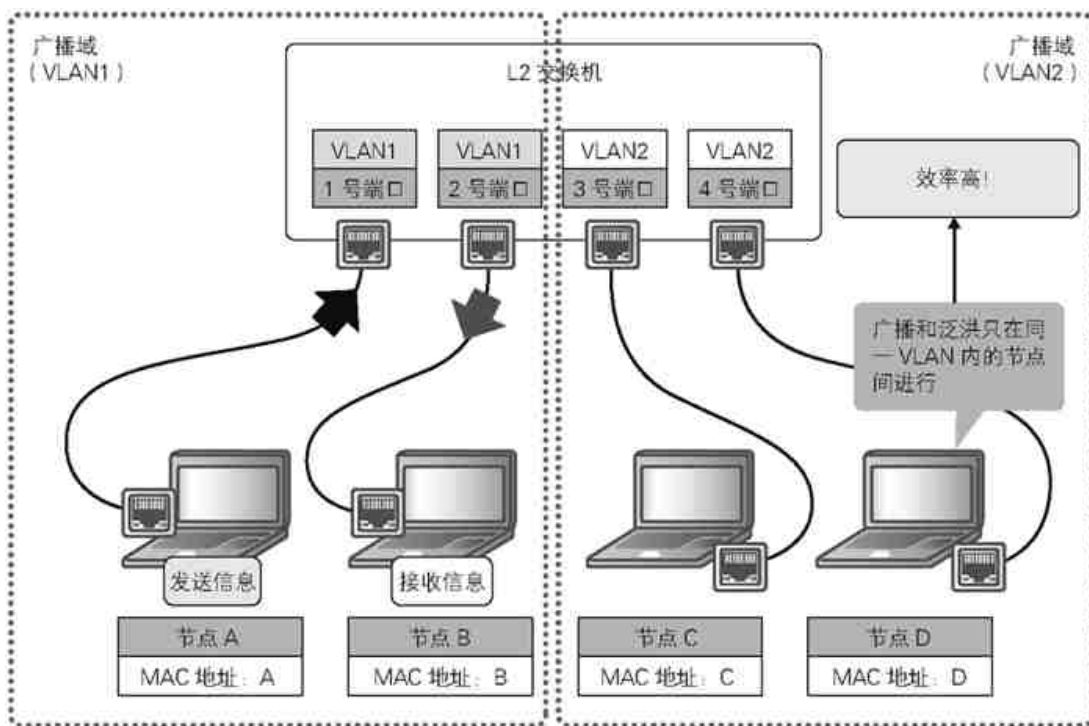 广播域
（VLAN1）
广播域
（VLAN2）
L2 交换机
VLAN1
VLAN1
VLAN2
VLAN2
1 号端口
2 号端口
3 号端口
4 号端口
效率高！
广播和泛洪只在同
一 VLAN 内的节点
间进行
发送信息
接收信息
节点 A
MAC 地址：A
节点 B
MAC 地址：B
节点 C
MAC 地址：C
节点 D
MAC 地址：D